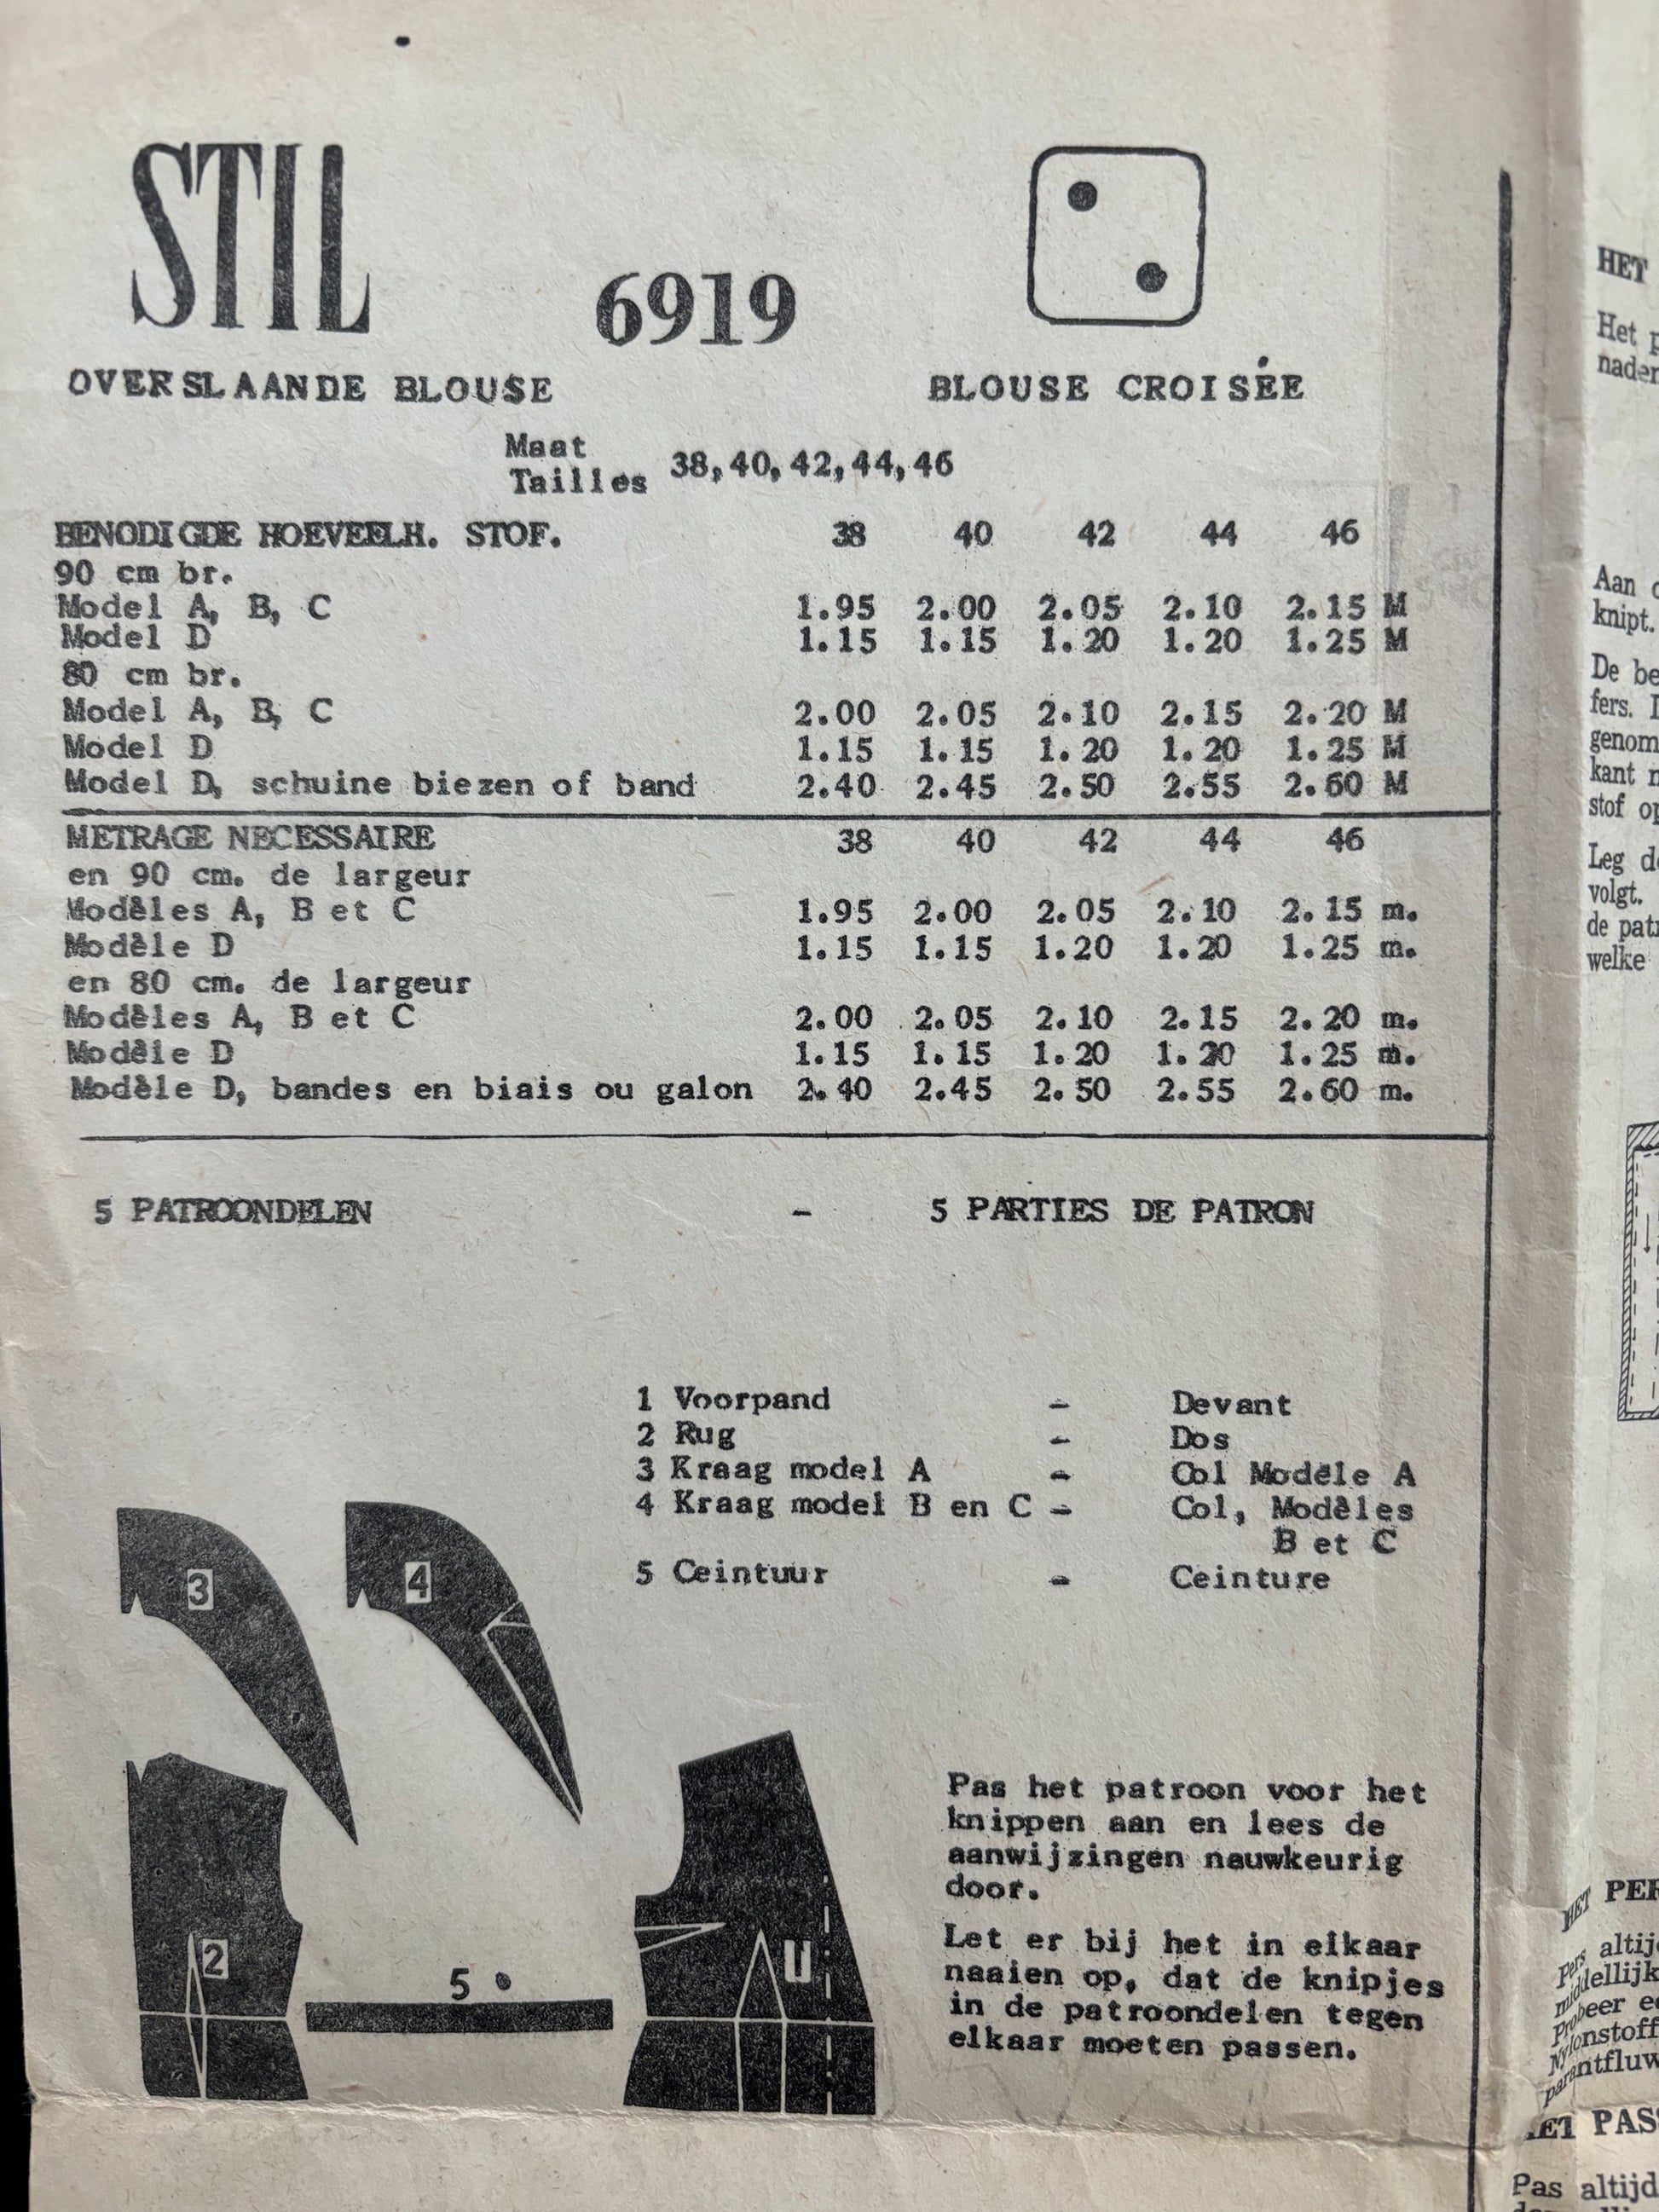 STIL
6919
OVERSLAANDE BLOUSE BLOUSE CROISÉE
Maat
Tailles 38, 40, 42, 44, 46
BENODIGDE HOEVEELH. STOF. 38 40 42 44 46
90 cm br.
Model A, B, C 1.95 2.00 2.05 2.10 2.15 M
Model D 1.15 1.15 1.20 1.20 1.25 M
80 cm br.
Model A, B, C 2.00 2.05 2.10 2.15 2.20 M
Model D 1.15 1.15 1.20 1.20 1.25 M
Model D, schuine biezen of band 2.40 2.45 2.50 2.55 2.60 M
METRAGE NECESSAIRE 38 40 42 44 46
en 90 cm. de largeur
Modèles A, B et C 1.95 2.00 2.05 2.10 2.15 m.
Modèle D 1.15 1.15 1.20 1.20 1.25 m.
en 80 cm. de largeur
Modèles A, B et C 2.00 2.05 2.10 2.15 2.20 m.
Modèle D 1.15 1.15 1.20 1.20 1.25 m.
Modèle D, bandes en biais ou galon 2.40 2.45 2.50 2.55 2.60 m.
5 PATROONDELEN - 5 PARTIES DE PATRON
1 Voorpand - Devant
2 Rug - Dos
3 Kraag model A - Col Modèle A
4 Kraag model B en C - Col, Modèles
B et C
5 Ceintuur - Ceinture
3
4
2
5
Pas het patroon voor het
knippen aan en lees de
aanwijzingen nauwkeurig
door.
Let er bij het in elkaar
naaien op, dat de knipjes
in de patroondelen tegen
elkaar moeten passen.
HET
Het
Aan
knipt.
De
fers.
kant
stof
Leg
volgt.
welke
HET
Pers altijd
Probeer
Pas altijd